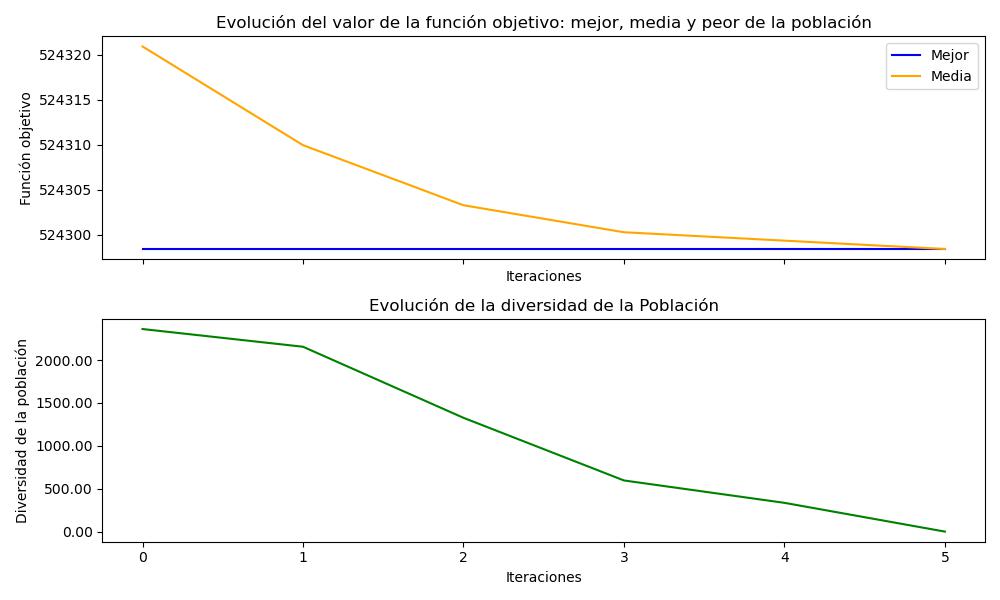 Evolución del valor de la función objetivo: mejor, media y peor de la población
Función objetivo
524320
524315
524310
524305
524300
Mejor
Media
Iteraciones
Evolución de la diversidad de la Población
Diversidad de la población
2000.00
1500.00
1000.00
500.00
0.00
0 1 2 3 4 5
Iteraciones